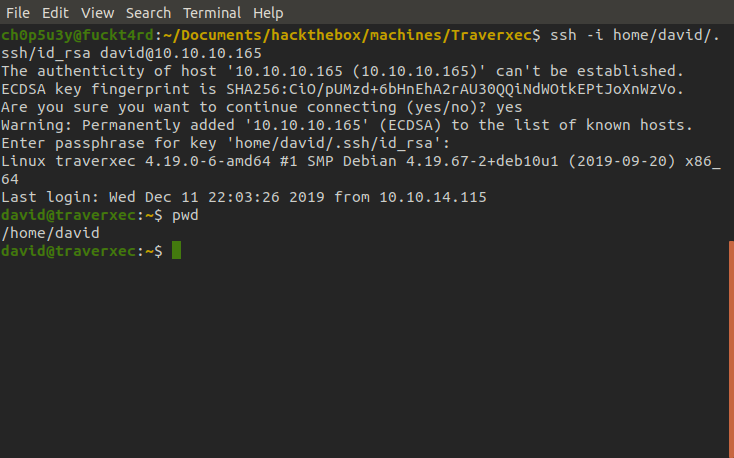 File Edit View Search Terminal Help
ch0p5u3y@fuckt4rd:~/Documents/hackthebox/machines/Traverxec$ ssh -i home/david/.
ssh/id_rsa david@10.10.10.165
The authenticity of host '10.10.10.165 (10.10.10.165)' can't be established.
ECDSA key fingerprint is SHA256:CiO/pUMzd+6bHnEhA2rAU30QQiNdWOtkEPtJoXnWzVo.
Are you sure you want to continue connecting (yes/no)? yes
Warning: Permanently added '10.10.10.165' (ECDSA) to the list of known hosts.
Enter passphrase for key 'home/david/.ssh/id_rsa':
Linux traverxec 4.19.0-6-amd64 #1 SMP Debian 4.19.67-2+deb10u1 (2019-09-20) x86_
64
Last login: Wed Dec 11 22:03:26 2019 from 10.10.14.115
david@traverxec:~$ pwd
/home/david
david@traverxec:~$